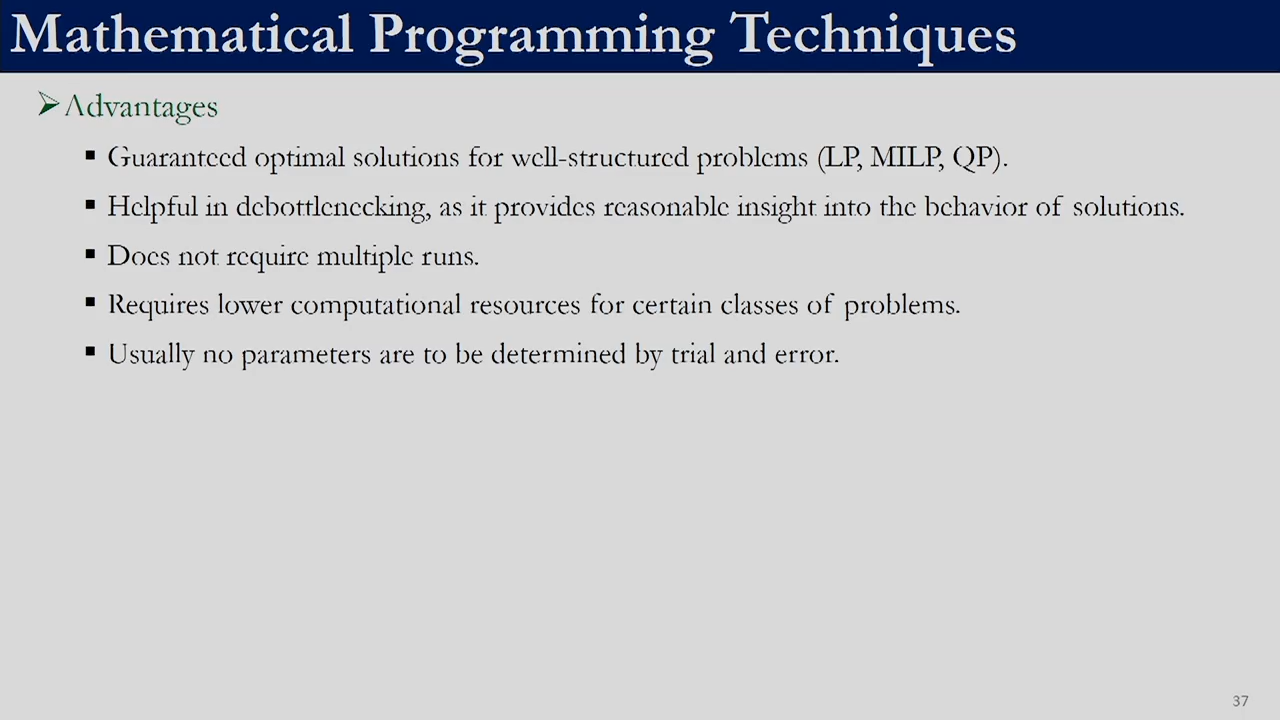 Mathematical Programming Techniques
Advantages
Guaranteed optimal solutions for well-structured problems (LP, MILP, QP).
Helpful in debottlenecking, as it provides reasonable insight into the behavior of solutions.
Does not require multiple runs.
Requires lower computational resources for certain classes of problems.
Usually no parameters are to be determined by trial and error.
37